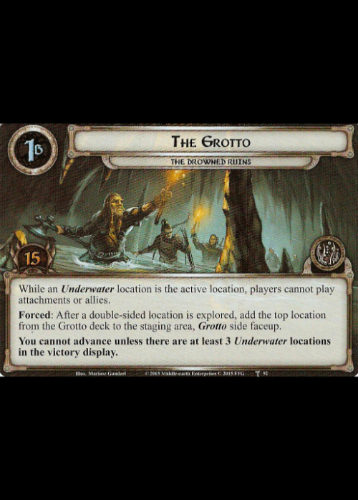 1B
THE GROTTO
THE DROWNED RUINS
15
While an Underwater location is the active location, players cannot play
attachments or allies.
Forced: After a double-sided location is explored, add the top location
from the Grotto deck to the staging area, Grotto side faceup.
You cannot advance unless there are at least 3 Underwater locations
in the victory display.
Illus. Mariusz Gandzel © 2015 Middle-earth Enterprises © 2015 FFG 92